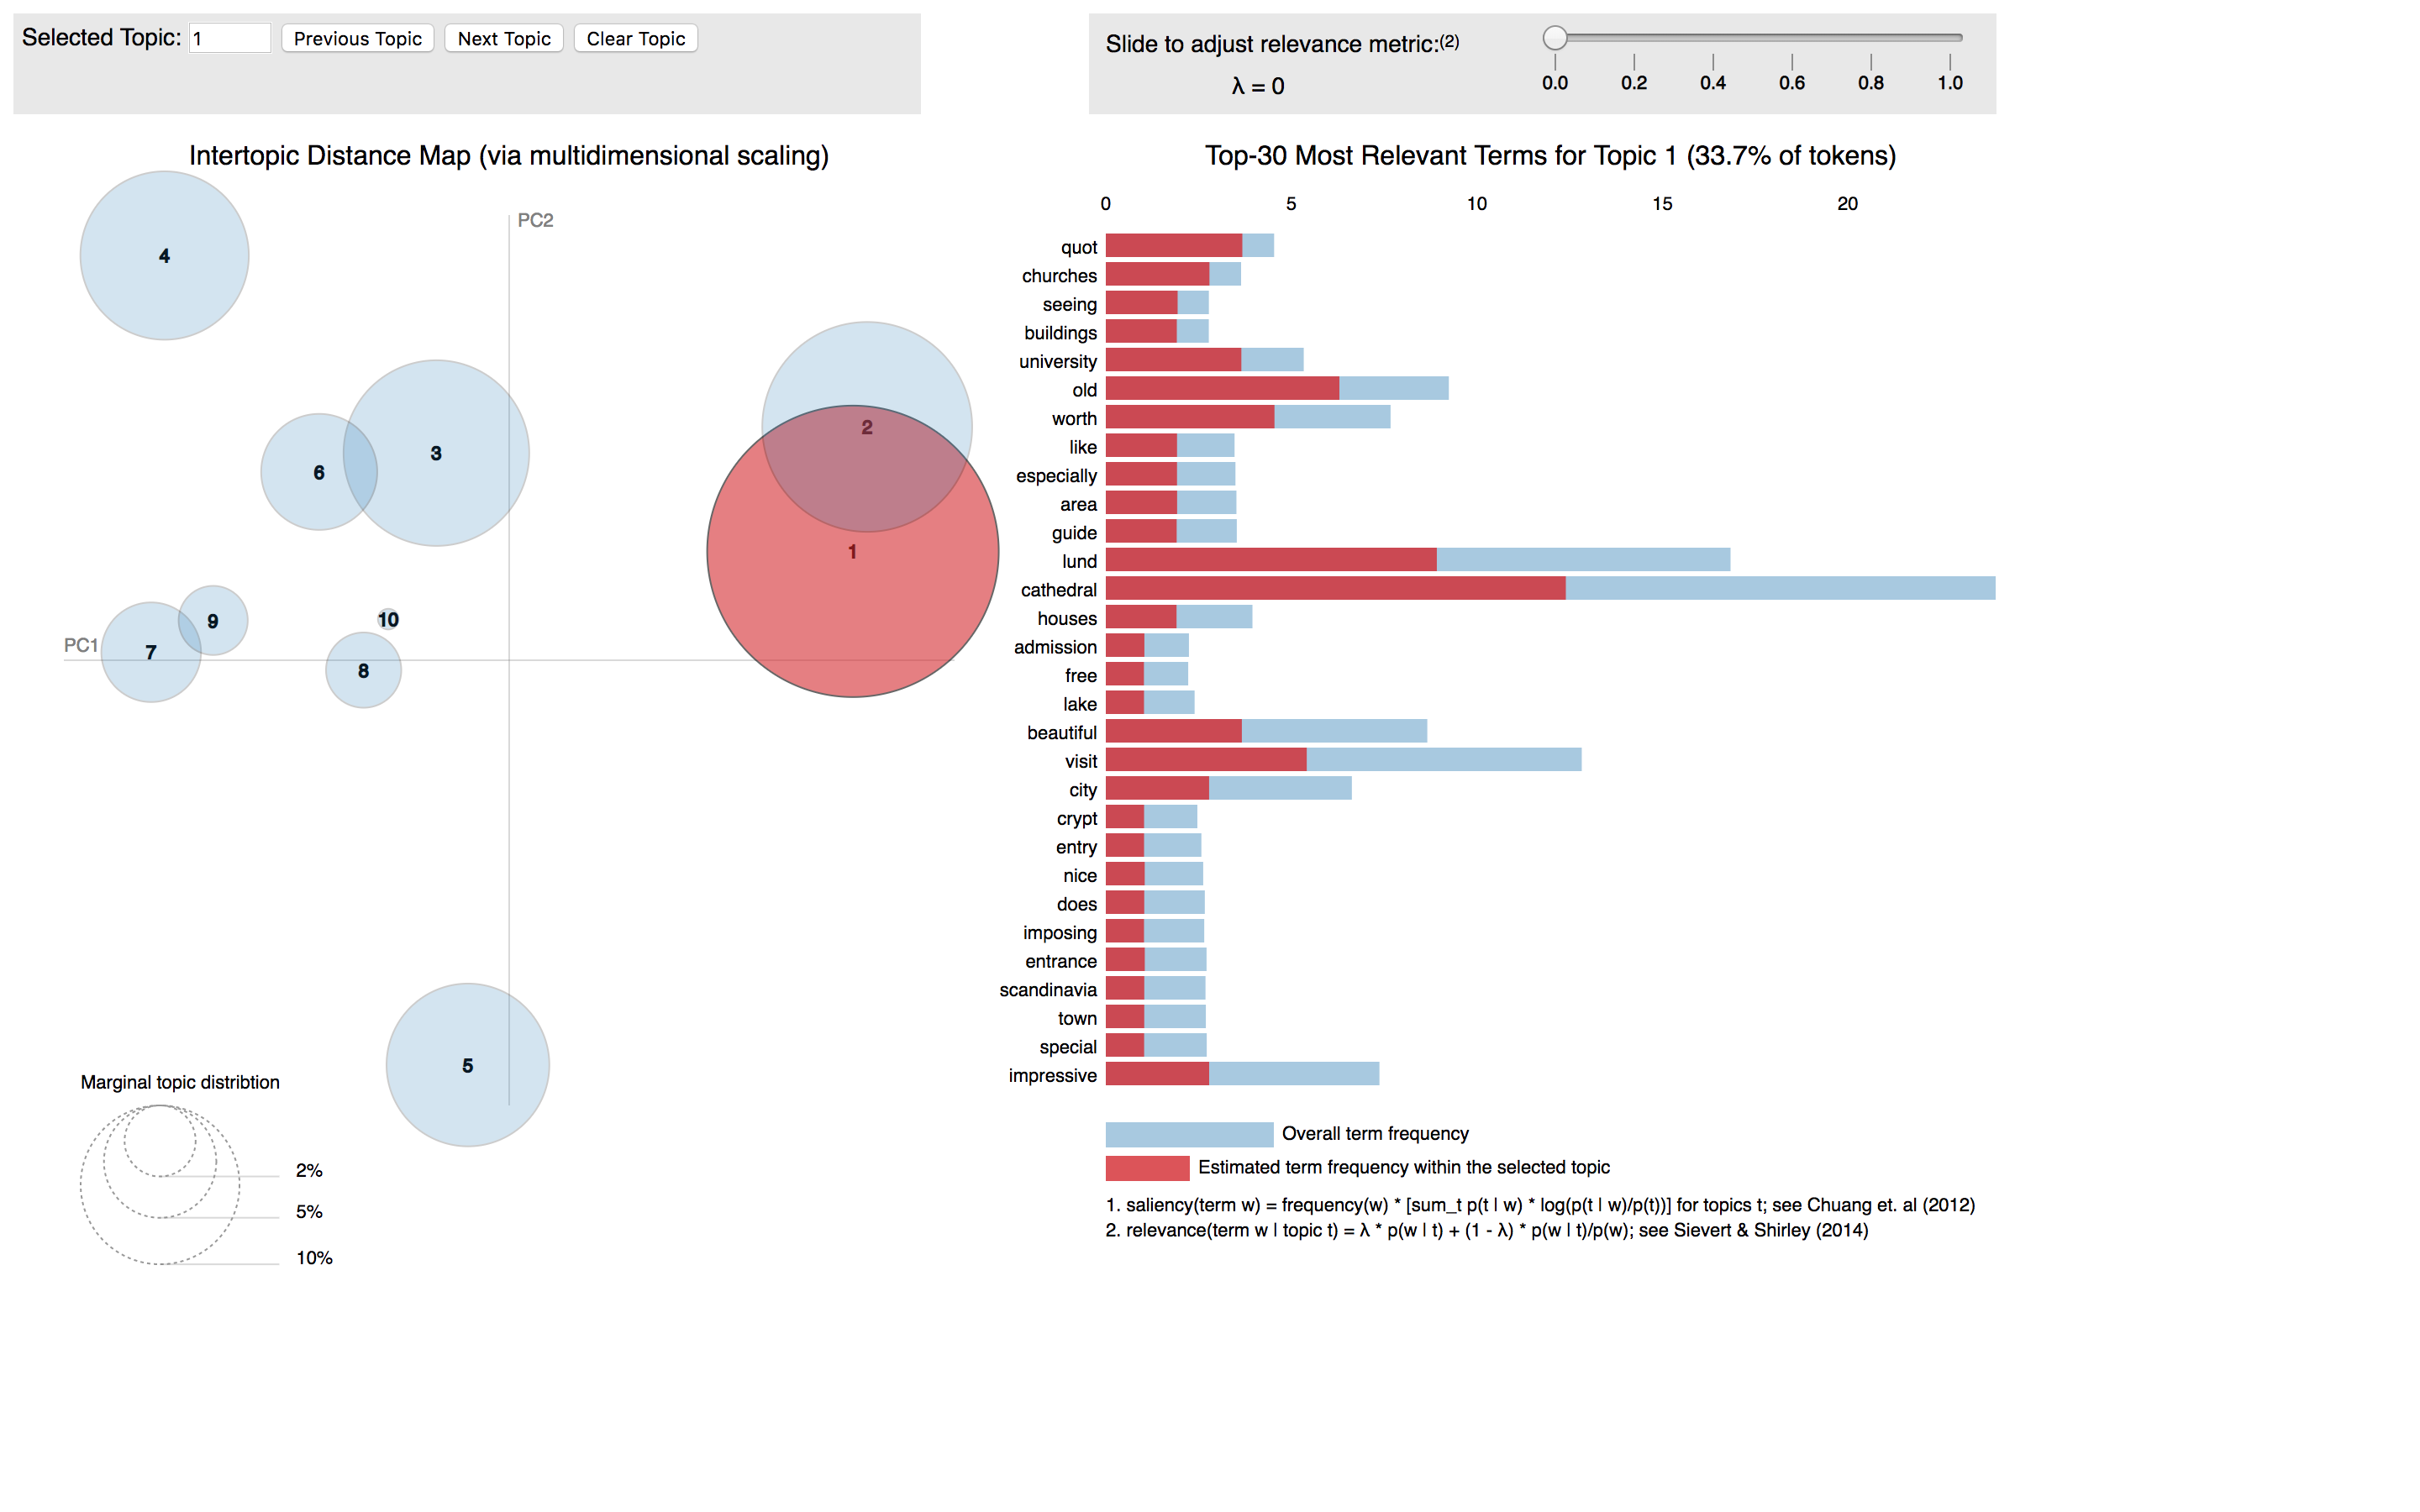 Selected Topic: 1 Previous Topic Next Topic Clear Topic
Slide to adjust relevance metric:(2)
λ = 0
0.0 0.2 0.4 0.6 0.8 1.0
Intertopic Distance Map (via multidimensional scaling)
PC2
4
2
3
6
1
9
10
PC1
7
8
5
Marginal topic distribtion
2%
5%
10%
Top-30 Most Relevant Terms for Topic 1 (33.7% of tokens)
0 5 10 15 20
quot
churches
seeing
buildings
university
old
worth
like
especially
area
guide
lund
cathedral
houses
admission
free
lake
beautiful
visit
city
crypt
entry
nice
does
imposing
entrance
scandinavia
town
special
impressive
Overall term frequency
Estimated term frequency within the selected topic
1. saliency(term w) = frequency(w) * [sum_t p(t | w) * log(p(t | w)/p(t))] for topics t; see Chuang et. al (2012)
2. relevance(term w | topic t) = λ * p(w | t) + (1 - λ) * p(w | t)/p(w); see Sievert & Shirley (2014)